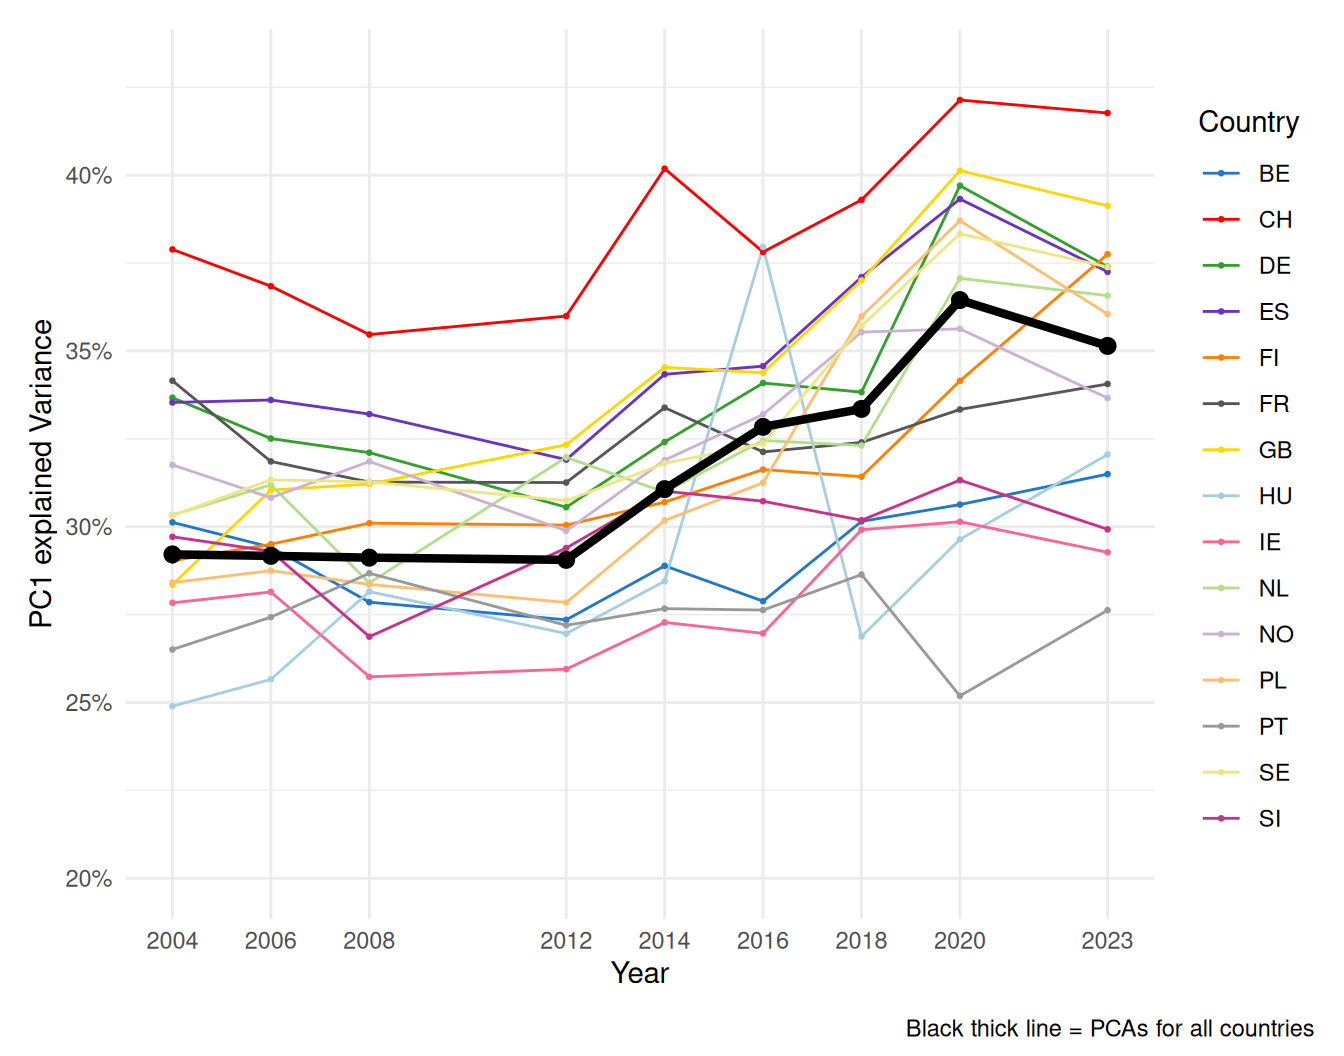 PC1 explained Variance
40%
35%
30%
25%
20%
2004 2006 2008 2012 2014 2016 2018 2020 2023
Year
Country
BE
CH
DE
ES
FI
FR
GB
HU
IE
NL
NO
PL
PT
SE
SI
Black thick line = PCAs for all countries